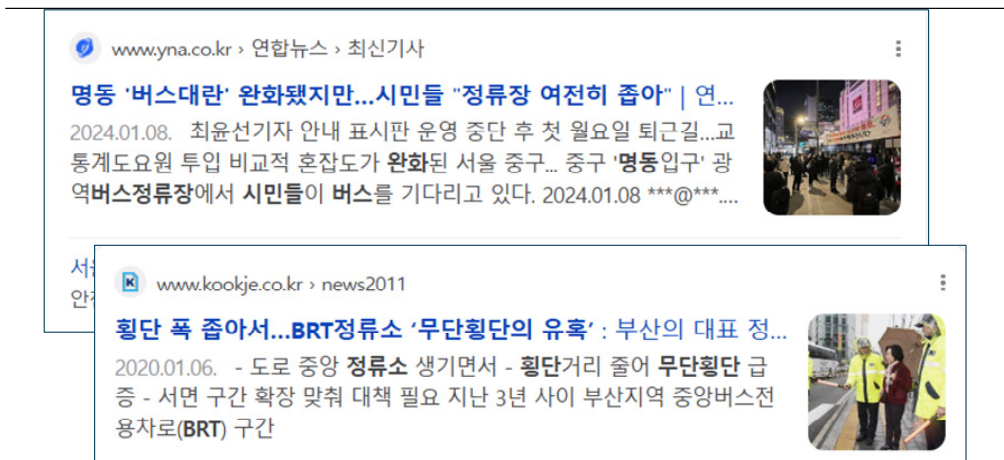 www.yna.co.kr › 연합뉴스 › 최신기사
명동 '버스대란' 완화됐지만...시민들 "정류장 여전히 좁아" | 연...
2024.01.08. 최윤선기자 안내 표시판 운영 중단 후 첫 월요일 퇴근길...교
통계도요원 투입 비교적 혼잡도가 완화된 서울 중구... 중구 '명동입구' 광
역버스정류장에서 시민들이 버스를 기다리고 있다. 2024.01.08 ***@***....
www.kookje.co.kr › news2011
횡단 폭 좁아서...BRT정류소 ‘무단횡단의 유혹’ : 부산의 대표 정...
2020.01.06. - 도로 중앙 정류소 생기면서 - 횡단거리 줄어 무단횡단 급
증 - 서면 구간 확장 맞춰 대책 필요 지난 3년 사이 부산지역 중앙버스전
용차로(BRT) 구간